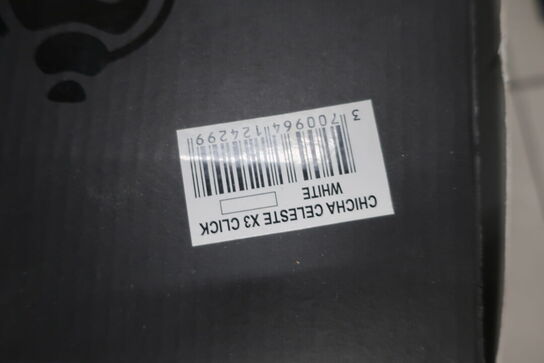 CHICHA CELESTE X3 CLICK
WHITE
3 700964 124299